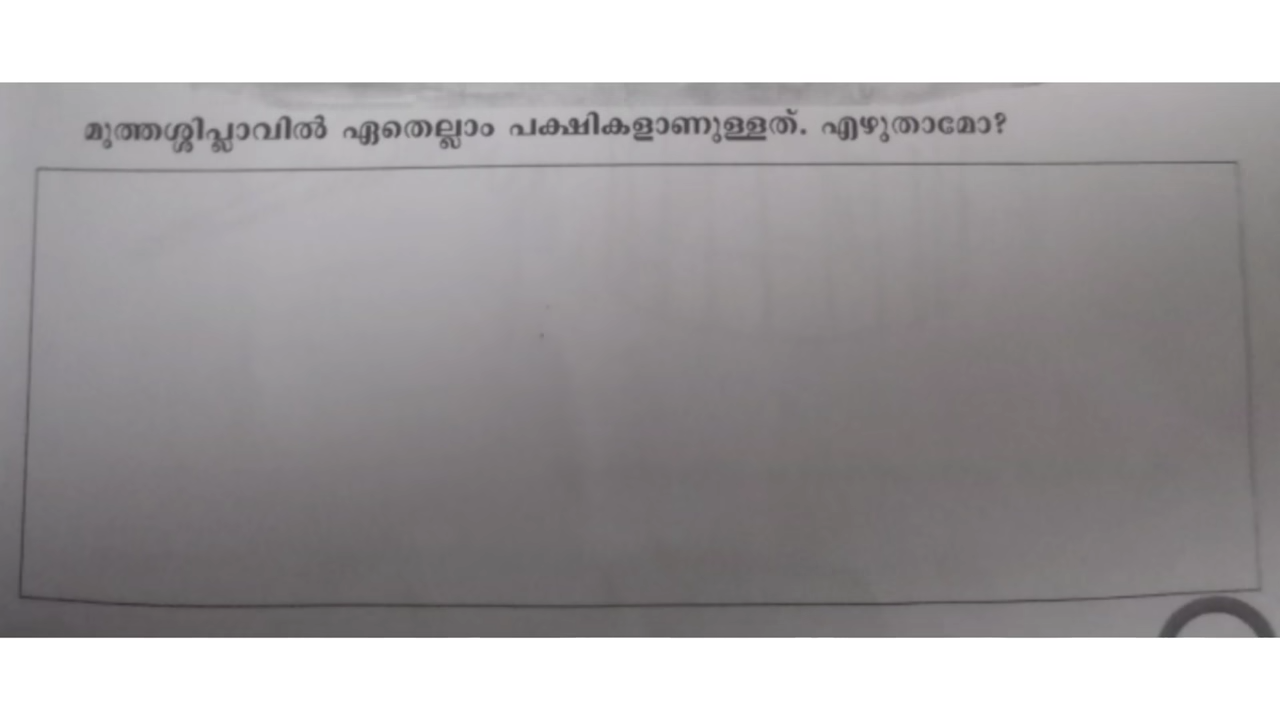 മുത്തശ്ശിപ്ലാവിൽ ഏതെല്ലാം പക്ഷികളാണുള്ളത്. എഴുതാമോ?